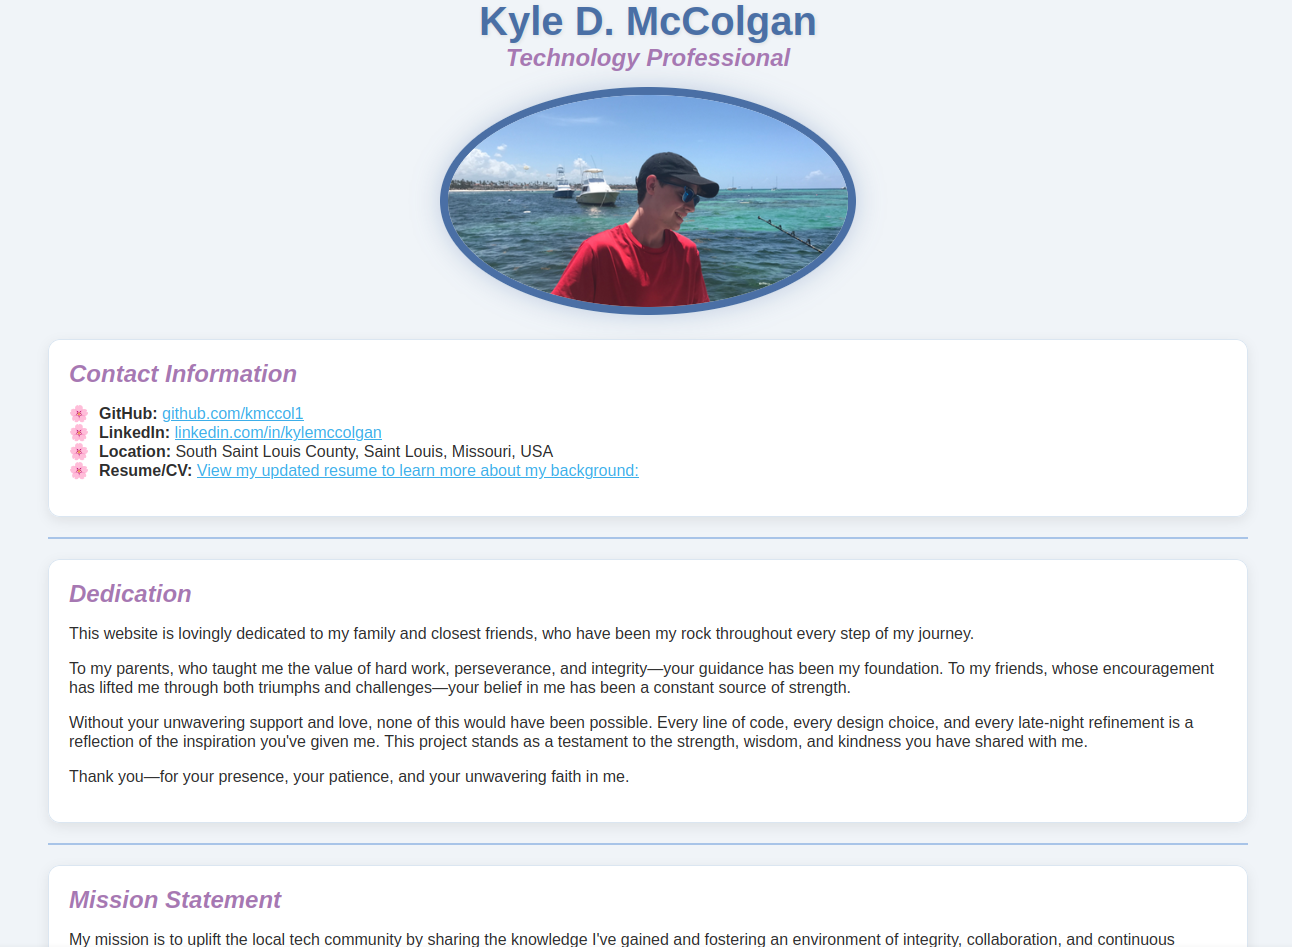 Kyle D. McColgan
Technology Professional
Contact Information
GitHub: github.com/kmccol1
LinkedIn: linkedin.com/in/kylemccolgan
Location: South Saint Louis County, Saint Louis, Missouri, USA
Resume/CV: View my updated resume to learn more about my background:
Dedication
This website is lovingly dedicated to my family and closest friends, who have been my rock throughout every step of my journey.
To my parents, who taught me the value of hard work, perseverance, and integrity—your guidance has been my foundation. To my friends, whose encouragement
has lifted me through both triumphs and challenges—your belief in me has been a constant source of strength.
Without your unwavering support and love, none of this would have been possible. Every line of code, every design choice, and every late-night refinement is a
reflection of the inspiration you've given me. This project stands as a testament to the strength, wisdom, and kindness you have shared with me.
Thank you—for your presence, your patience, and your unwavering faith in me.
Mission Statement
My mission is to uplift the local tech community by sharing the knowledge I've gained and fostering an environment of integrity, collaboration, and continuous